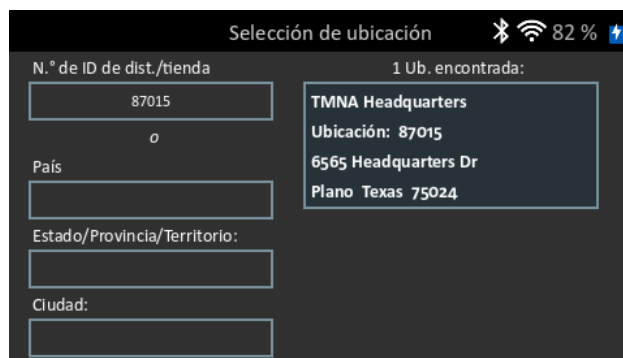 Selección de ubicación 82 %
N.° de ID de dist./tienda
87015
o
País
Estado/Provincia/Territorio:
Ciudad:
1 Ub. encontrada:
TMNA Headquarters
Ubicación: 87015
6565 Headquarters Dr
Plano Texas 75024